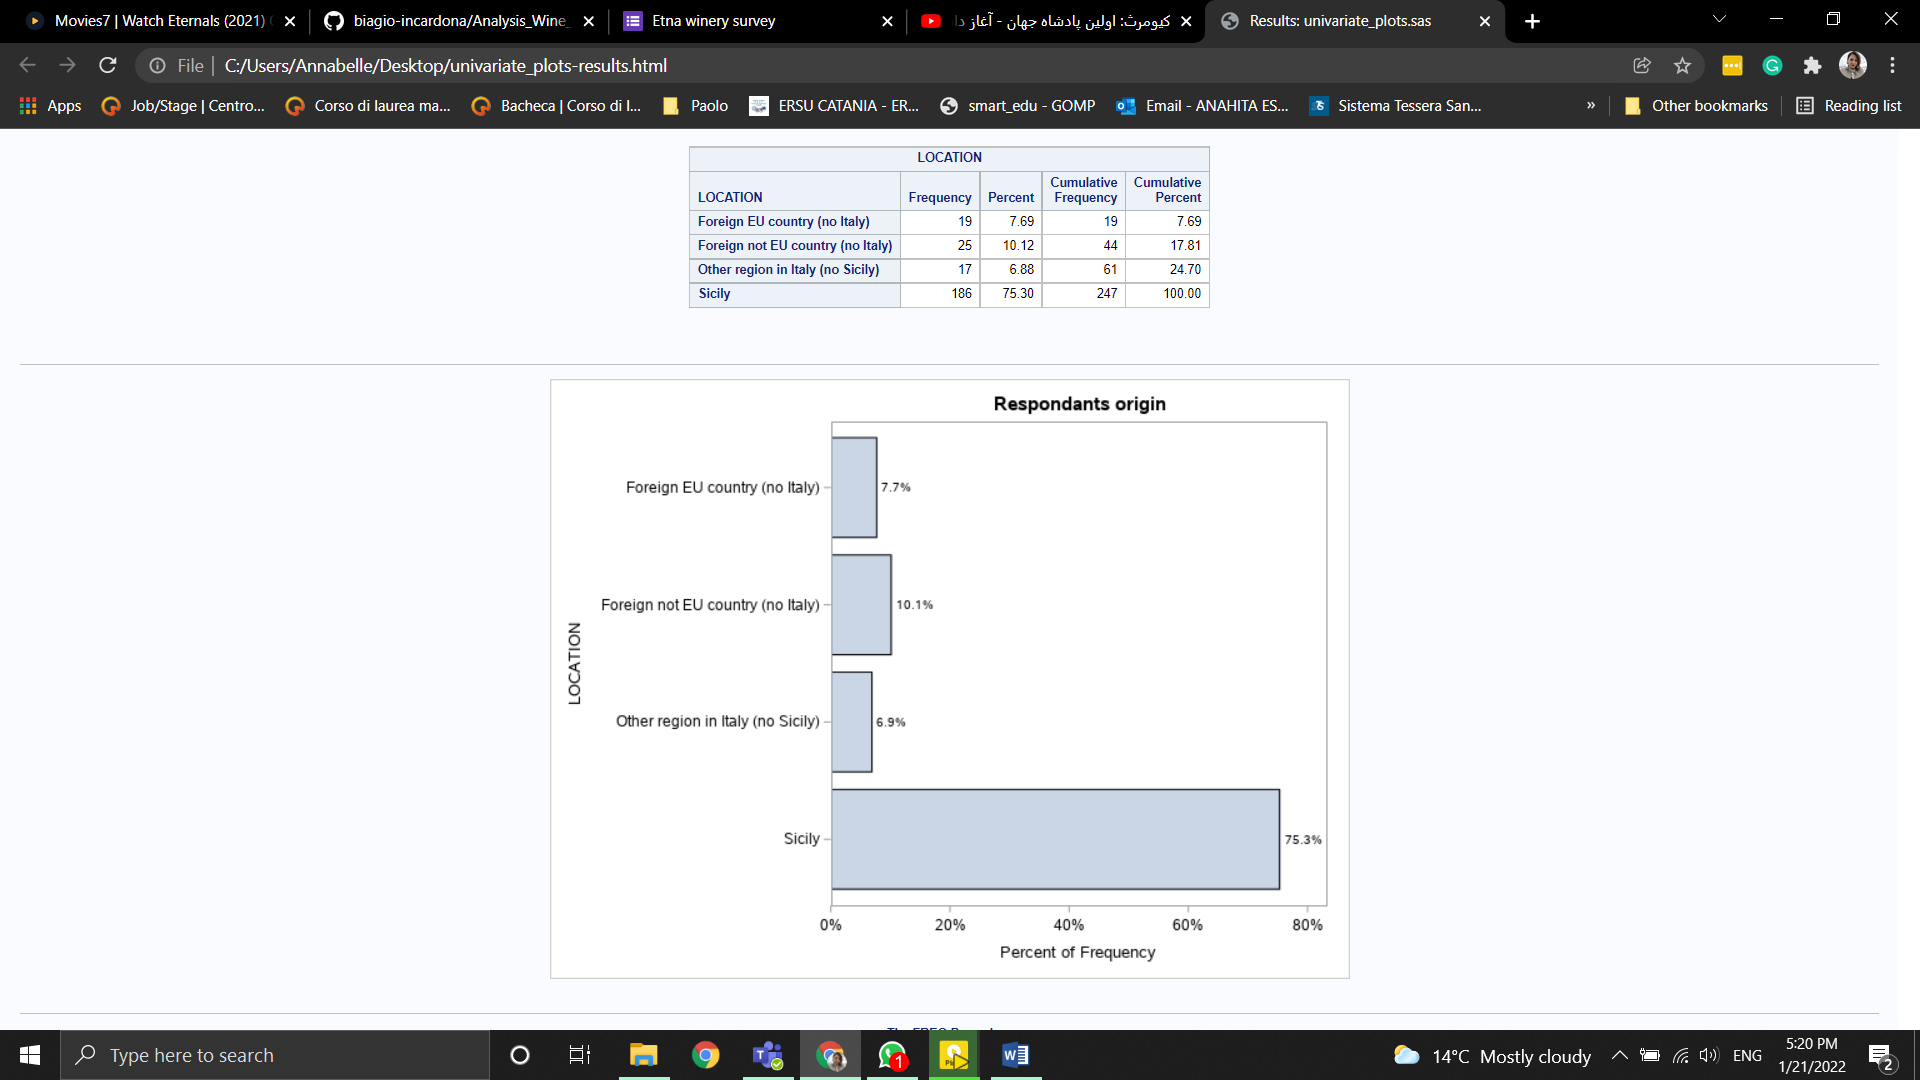 Movies7 | Watch Eternals (2021)
biagio-incardona/Analysis_Wine_
Etna winery survey
کیومرث: اولین پادشاه جهان - آغاز دا
Results: univariate_plots.sas
File | C:/Users/Annabelle/Desktop/univariate_plots-results.html
Apps
Job/Stage | Centro...
Corso di laurea ma...
Bacheca | Corso di l...
Paolo
ERSU CATANIA - ER...
smart_edu - GOMP
Email - ANAHITA ES...
Sistema Tessera San...
»
Other bookmarks
Reading list
LOCATION
LOCATION Frequency Percent Cumulative Frequency Cumulative Percent
Foreign EU country (no Italy) 19 7.69 19 7.69
Foreign not EU country (no Italy) 25 10.12 44 17.81
Other region in Italy (no Sicily) 17 6.88 61 24.70
Sicily 186 75.30 247 100.00
Respondants origin
Foreign EU country (no Italy) 7.7%
Foreign not EU country (no Italy) 10.1%
Other region in Italy (no Sicily) 6.9%
Sicily 75.3%
LOCATION
0% 20% 40% 60% 80%
Percent of Frequency
Type here to search
1
14°C Mostly cloudy
ENG
5:20 PM
1/21/2022
2